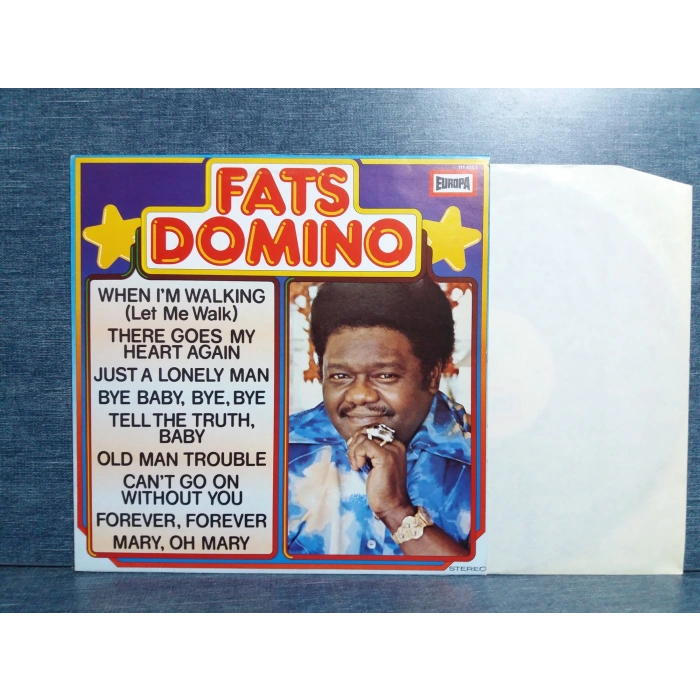 EUROPA
FATS
DOMINO
WHEN I'M WALKING
(Let Me Walk)
THERE GOES MY
HEART AGAIN
JUST A LONELY MAN
BYE BABY, BYE, BYE
TELL THE TRUTH,
BABY
OLD MAN TROUBLE
CAN'T GO ON
WITHOUT YOU
FOREVER, FOREVER
MARY, OH MARY
STEREO